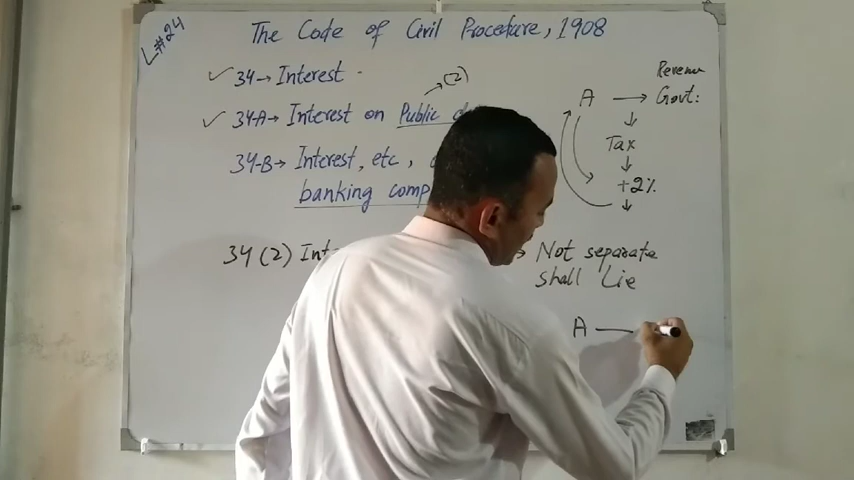 L#24
The Code of Civil Procedure, 1908
34 → Interest -
(2)
34-A → Interest on Public
34-B → Interest, etc,
banking comp
34 (2)
Not separate
shall Lie
Revenue
A → Govt:
Tax
+2%
A